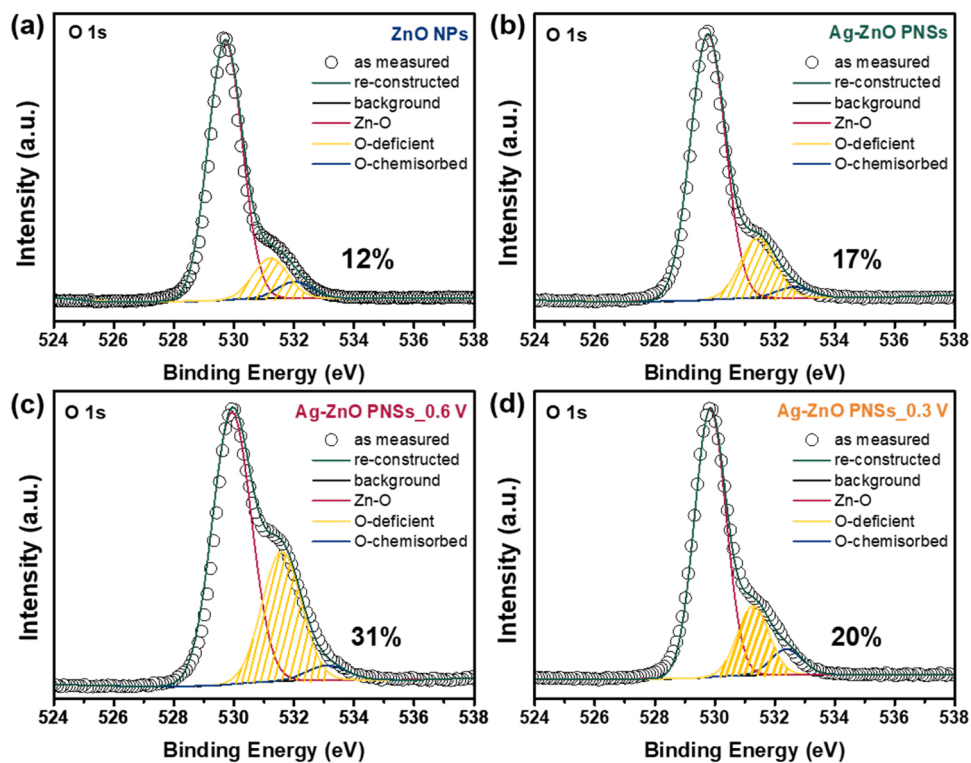 (a)
O 1s
ZnO NPs
as measured
re-constructed
background
Zn-O
O-deficient
O-chemisorbed
12%
Intensity (a.u.)
524 526 528 530 532 534 536 538
Binding Energy (eV)
(b)
O 1s
Ag-ZnO PNSs
as measured
re-constructed
background
Zn-O
O-deficient
O-chemisorbed
17%
Intensity (a.u.)
524 526 528 530 532 534 536 538
Binding Energy (eV)
(c)
O 1s
Ag-ZnO PNSs_0.6 V
as measured
re-constructed
background
Zn-O
O-deficient
O-chemisorbed
31%
Intensity (a.u.)
524 526 528 530 532 534 536 538
Binding Energy (eV)
(d)
O 1s
Ag-ZnO PNSs_0.3 V
as measured
re-constructed
background
Zn-O
O-deficient
O-chemisorbed
20%
Intensity (a.u.)
524 526 528 530 532 534 536 538
Binding Energy (eV)